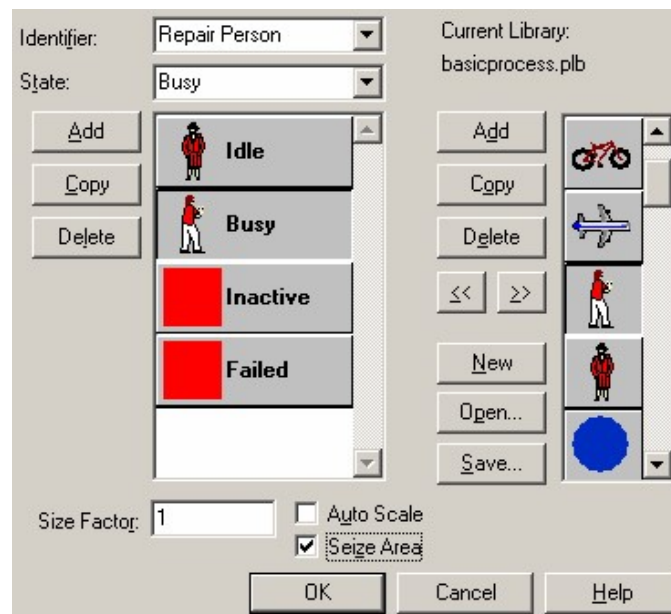 Identifier:
Repair Person
State:
Busy
Add
Copy
Delete
Idle
Busy
Inactive
Failed
Current Library:
basicprocess.plb
Add
Copy
Delete
<<
>>
New
Open...
Save...
Size Factor:
1
Auto Scale
Seize Area
OK
Cancel
Help